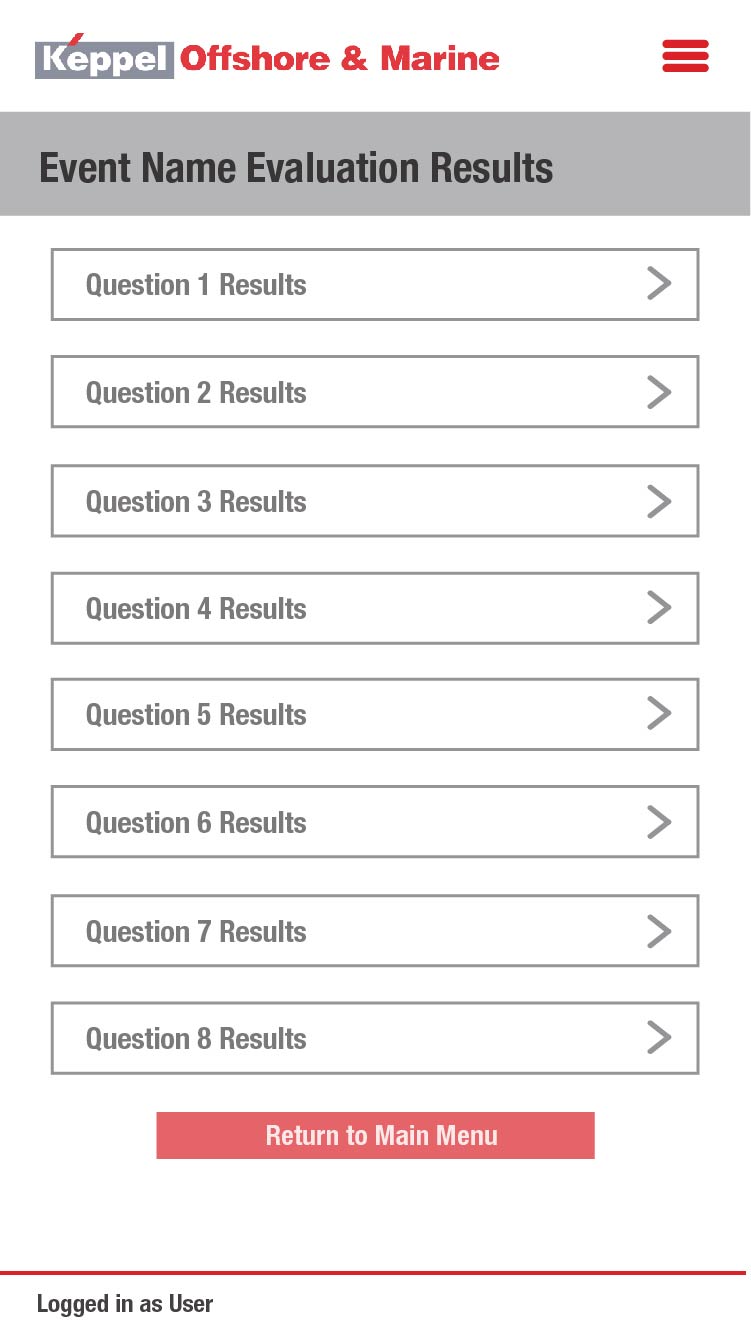 Keppel Offshore & Marine
Event Name Evaluation Results
Question 1 Results
Question 2 Results
Question 3 Results
Question 4 Results
Question 5 Results
Question 6 Results
Question 7 Results
Question 8 Results
Return to Main Menu
Logged in as User